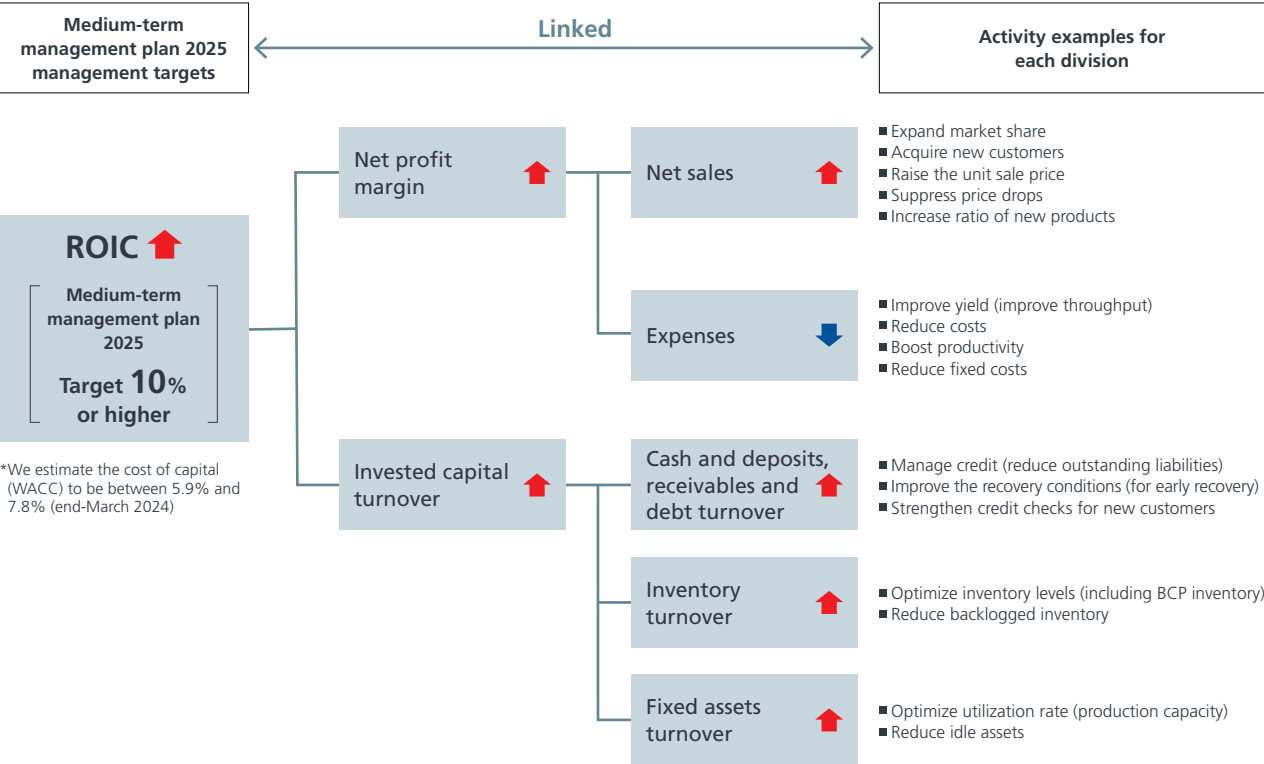 Medium-term
management plan 2025
management targets
Linked
Activity examples for
each division
ROIC
Medium-term
management plan
2025
Target 10%
or higher
*We estimate the cost of capital
(WACC) to be between 5.9% and
7.8% (end-March 2024)
Net profit
margin
Net sales
■ Expand market share
■ Acquire new customers
■ Raise the unit sale price
■ Suppress price drops
■ Increase ratio of new products
Expenses
■ Improve yield (improve throughput)
■ Reduce costs
■ Boost productivity
■ Reduce fixed costs
Invested capital
turnover
Cash and deposits,
receivables and
debt turnover
■ Manage credit (reduce outstanding liabilities)
■ Improve the recovery conditions (for early recovery)
■ Strengthen credit checks for new customers
Inventory
turnover
■ Optimize inventory levels (including BCP inventory)
■ Reduce backlogged inventory
Fixed assets
turnover
■ Optimize utilization rate (production capacity)
■ Reduce idle assets